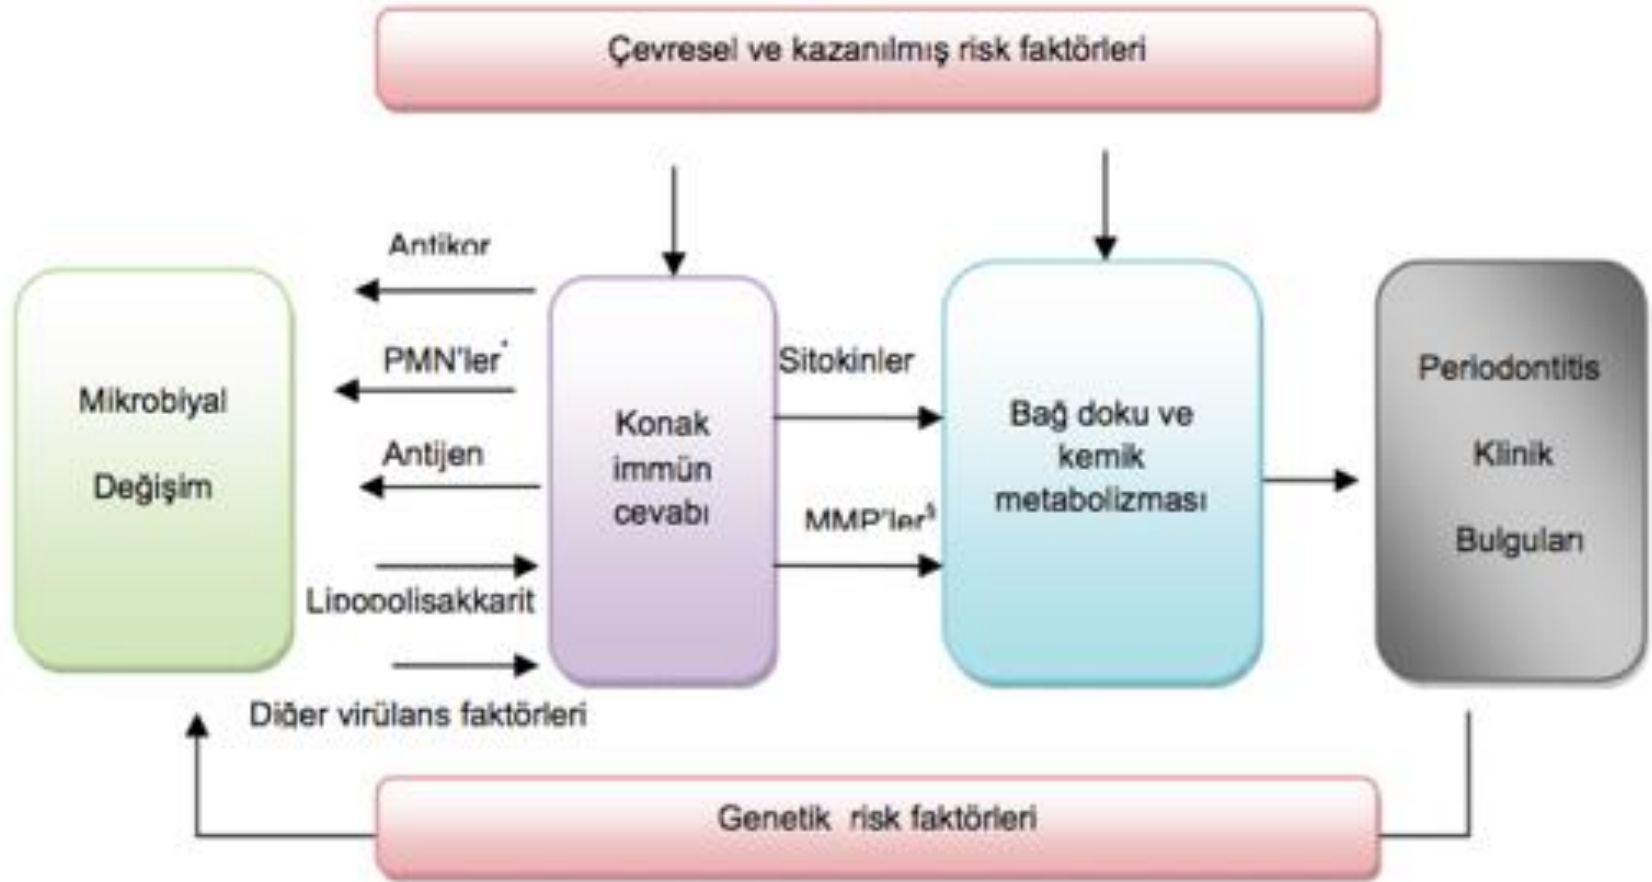 Çevresel ve kazanılmış risk faktörleri
Antikor
PMN'ler*
Antijen
Lipopolisakkarit
Diğer virülans faktörleri
Mikrobiyal
Değişim
Konak
immün
cevabı
Sitokinler
MMP'ler§
Bağ doku ve
kemik
metabolizması
Periodontitis
Klinik
Bulguları
Genetik risk faktörleri